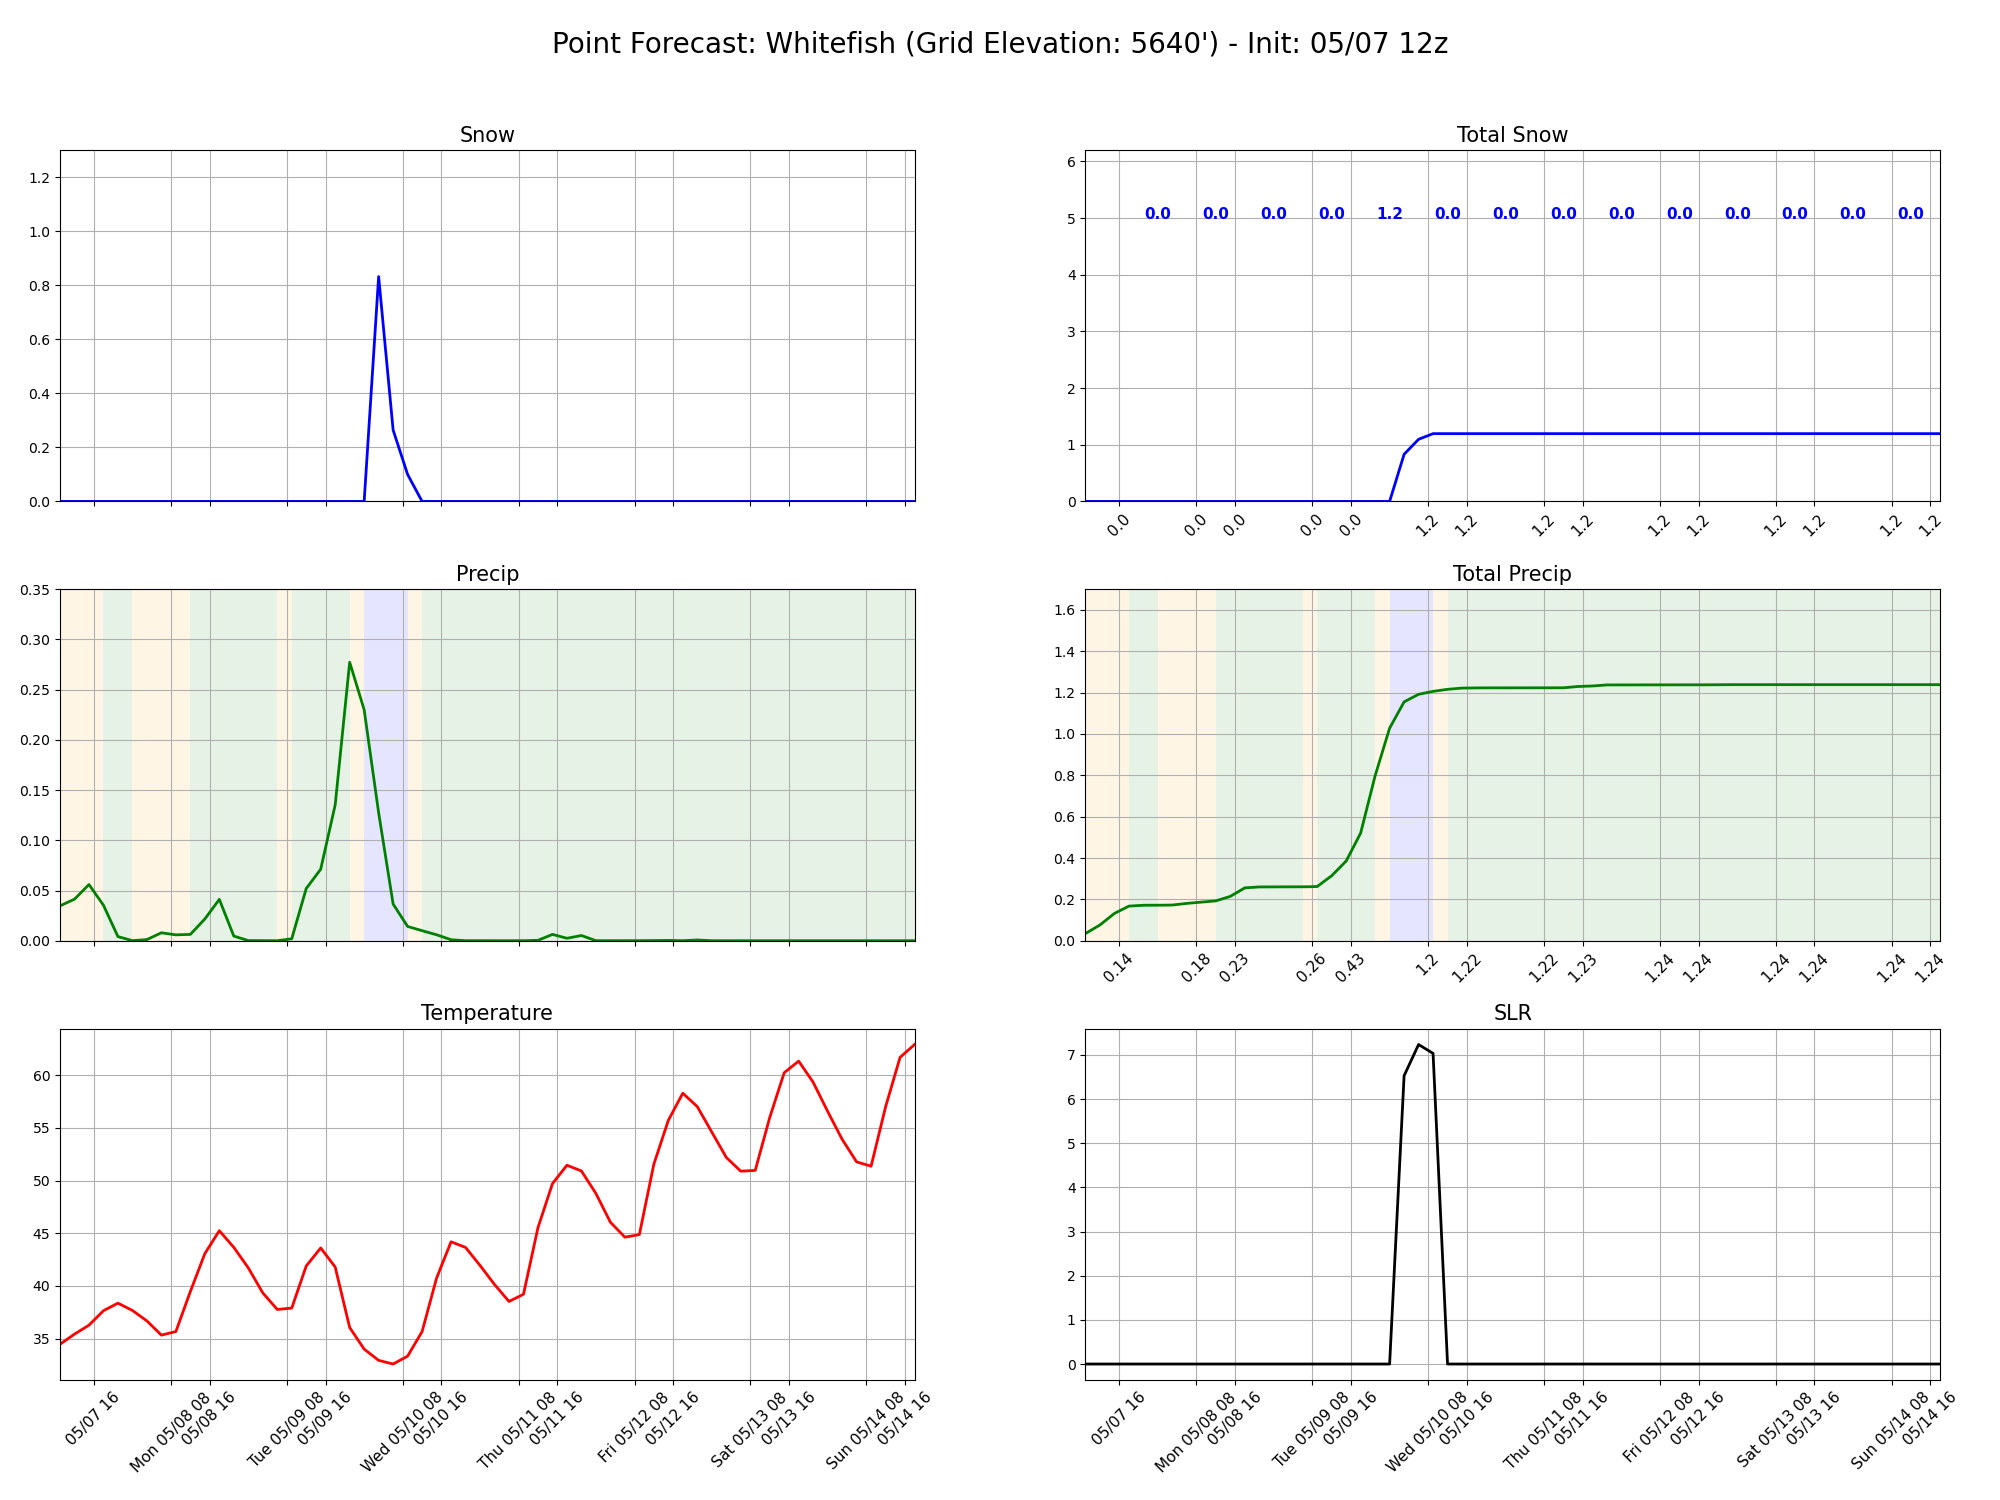 Point Forecast: Whitefish (Grid Elevation: 5640') - Init: 05/07 12z
Snow
1.2
1.0
0.8
0.6
0.4
0.2
0.0
Total Snow
6
5
4
3
2
1
0
0.0 0.0 0.0 0.0 1.2 0.0 0.0 0.0 0.0 0.0 0.0 0.0 0.0 0.0
0.0 0.0 0.0 0.0 0.0 1.2 1.2 1.2 1.2 1.2 1.2 1.2 1.2 1.2 1.2
Precip
0.35
0.30
0.25
0.20
0.15
0.10
0.05
0.00
Total Precip
1.6
1.4
1.2
1.0
0.8
0.6
0.4
0.2
0.0
0.14 0.18 0.23 0.26 0.43 1.2 1.22 1.22 1.23 1.24 1.24 1.24 1.24 1.24 1.24
Temperature
60
55
50
45
40
35
05/07 16
Mon 05/08 08
05/08 16
Tue 05/09 08
05/09 16
Wed 05/10 08
05/10 16
Thu 05/11 08
05/11 16
Fri 05/12 08
05/12 16
Sat 05/13 08
05/13 16
Sun 05/14 08
05/14 16
SLR
7
6
5
4
3
2
1
0
05/07 16
Mon 05/08 08
05/08 16
Tue 05/09 08
05/09 16
Wed 05/10 08
05/10 16
Thu 05/11 08
05/11 16
Fri 05/12 08
05/12 16
Sat 05/13 08
05/13 16
Sun 05/14 08
05/14 16